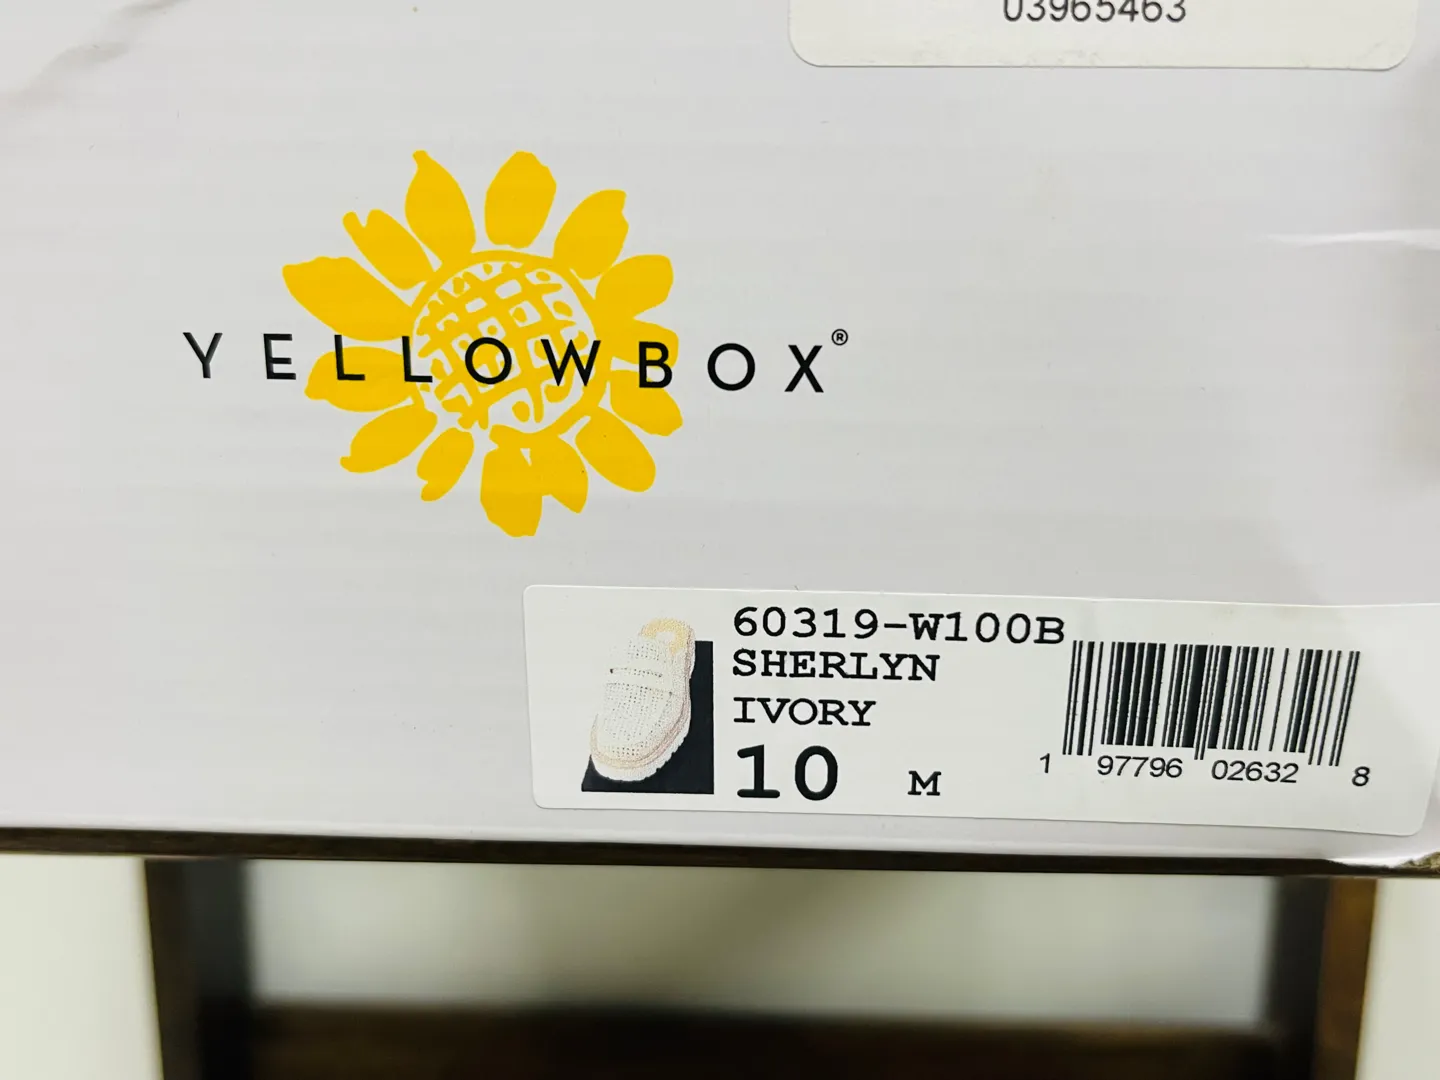 03965463
YELLOWBOX®
60319-W100B
SHERLYN
IVORY
10 M
1 97796 02632 8